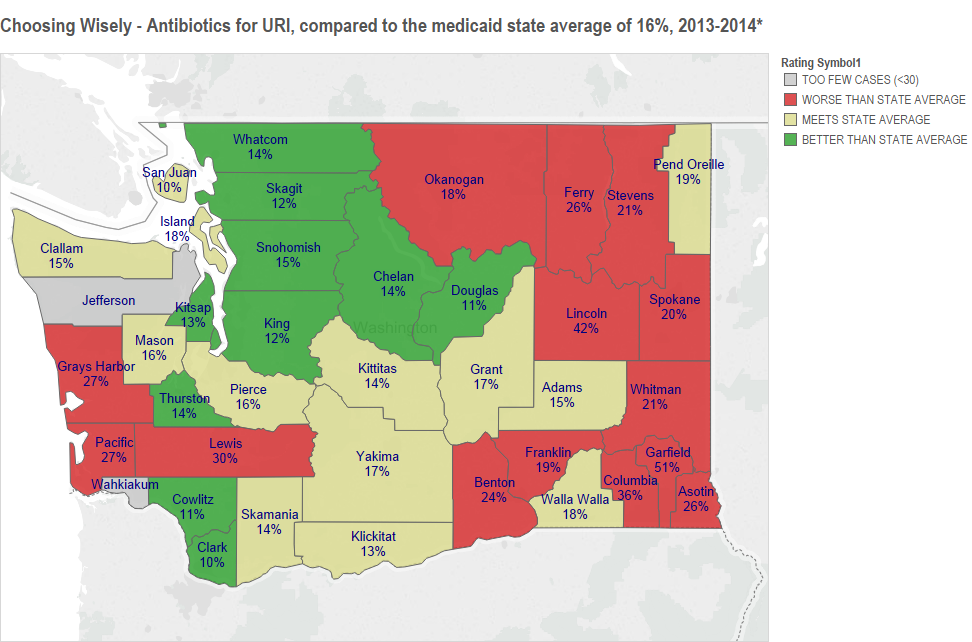 Choosing Wisely - Antibiotics for URI, compared to the medicaid state average of 16%, 2013-2014*
Rating Symbol1
TOO FEW CASES (<30)
WORSE THAN STATE AVERAGE
MEETS STATE AVERAGE
BETTER THAN STATE AVERAGE
Whatcom
14%
San Juan
10%
Skagit
12%
Okanogan
18%
Ferry
26%
Stevens
21%
Pend Oreille
19%
Island
18%
Clallam
15%
Snohomish
15%
Chelan
14%
Douglas
11%
Jefferson
Kitsap
13%
King
12%
Washington
Lincoln
42%
Spokane
20%
Mason
16%
Grays Harbor
27%
Kittitas
14%
Grant
17%
Adams
15%
Whitman
21%
Thurston
14%
Pierce
16%
Pacific
27%
Lewis
30%
Yakima
17%
Benton
24%
Franklin
19%
Garfield
51%
Columbia
36%
Asotin
26%
Walla Walla
18%
Wahkiakum
Cowlitz
11%
Skamania
14%
Clark
10%
Klickitat
13%